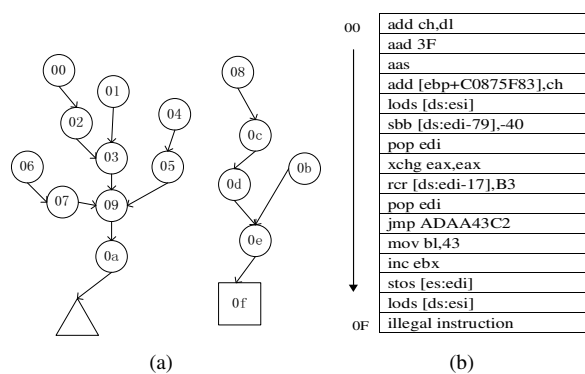 00
01
02
03
04
05
06
07
09
0a
08
0c
0d
0b
0e
0f
(a)
00
0F
add ch,dl
aad 3F
aas
add [ebp+C0875F83],ch
lods [ds:esi]
sbb [ds:edi-79],-40
pop edi
xchg eax,eax
rcr [ds:edi-17],B3
pop edi
jmp ADAA43C2
mov bl,43
inc ebx
stos [es:edi]
lods [ds:esi]
illegal instruction
(b)